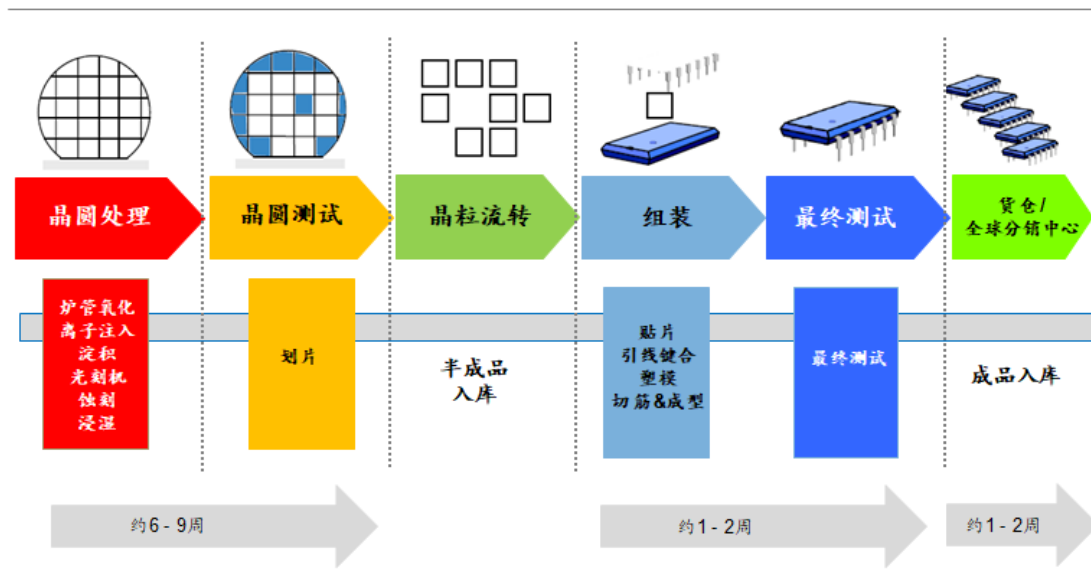 晶圆处理
晶圆测试
晶粒流转
组装
最终测试
货仓/
全球分销中心
炉管氧化
离子注入
淀积
光刻机
蚀刻
浸湿
划片
半成品
入库
贴片
引线键合
塑模
切筋&成型
最终测试
成品入库
约6-9周
约1-2周
约1-2周